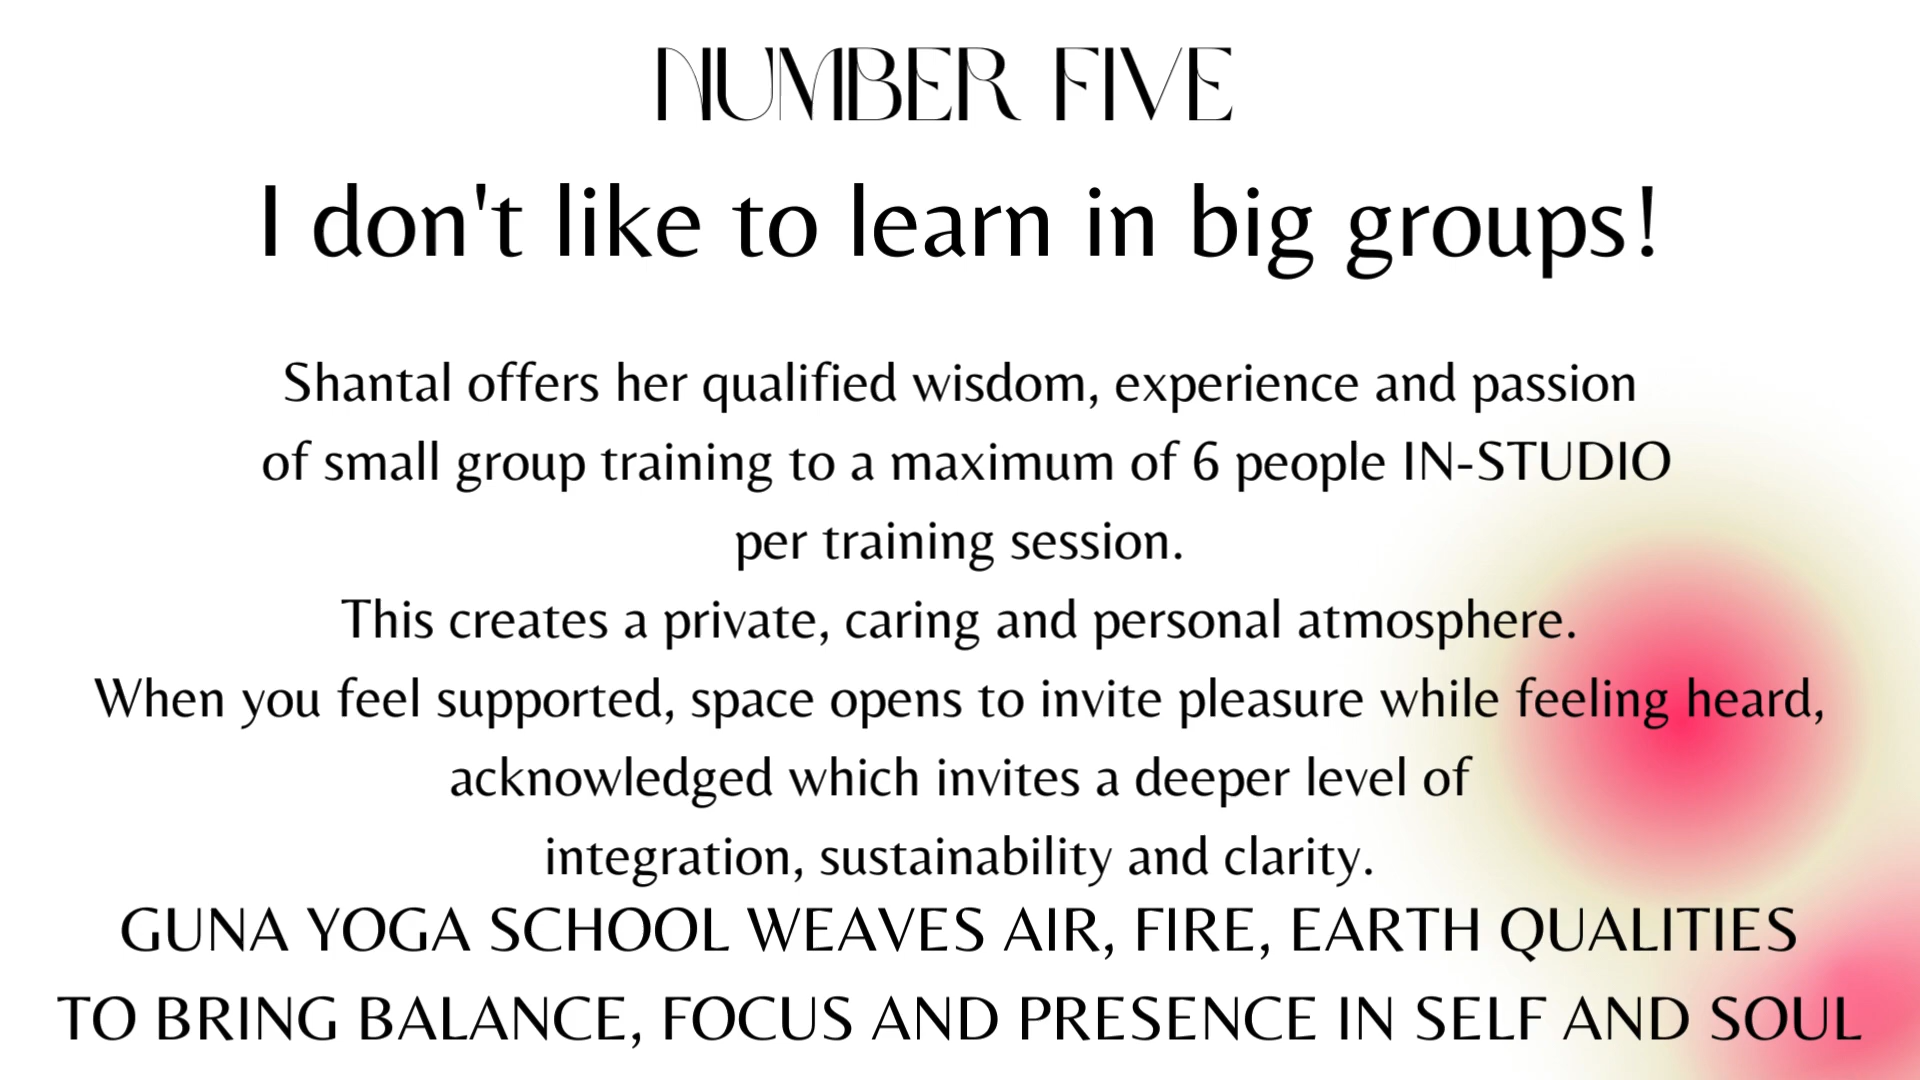 NUMBER FIVE
I don't like to learn in big groups!
Shantal offers her qualified wisdom, experience and passion
of small group training to a maximum of 6 people IN-STUDIO
per training session.
This creates a private, caring and personal atmosphere.
When you feel supported, space opens to invite pleasure while feeling heard,
acknowledged which invites a deeper level of
integration, sustainability and clarity.
GUNA YOGA SCHOOL WEAVES AIR, FIRE, EARTH QUALITIES
TO BRING BALANCE, FOCUS AND PRESENCE IN SELF AND SOUL